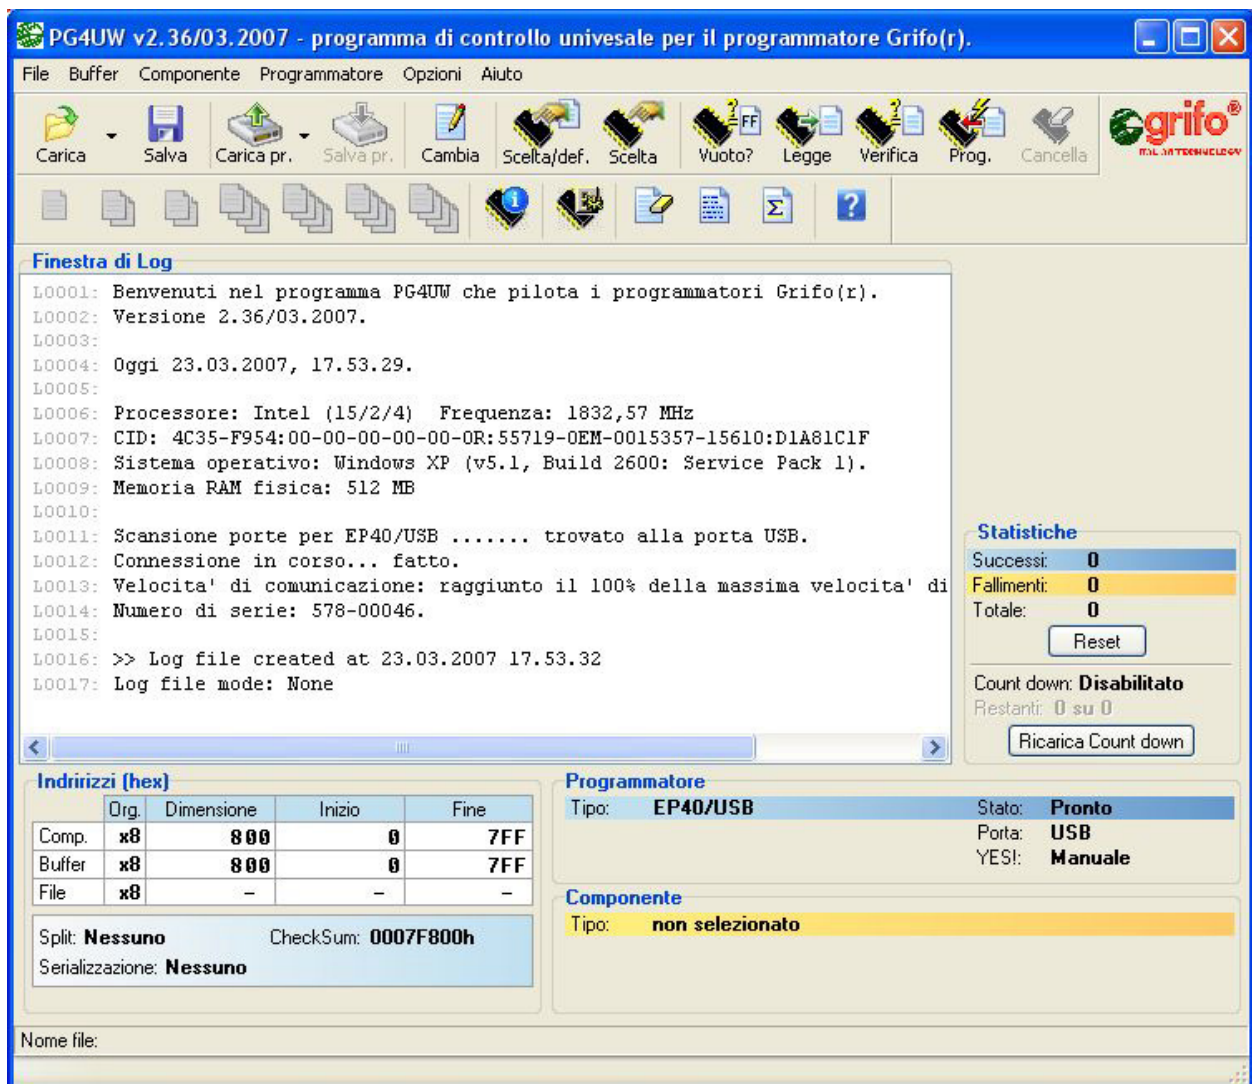 PG4UW v2.36/03.2007 - programma di controllo univesale per il programmatore Grifo(r).
File Buffer Componente Programmatore Opzioni Aiuto
Carica Salva Carica pr. Salva pr. Cambia Scelta/def. Scelta Vuoto? Legge Verifica Prog. Cancella
grifo®
ITALIAN TECHNOLOGY
Finestra di Log
L0001: Benvenuti nel programma PG4UW che pilota i programmatori Grifo(r).
L0002: Versione 2.36/03.2007.
L0003:
L0004: Oggi 23.03.2007, 17.53.29.
L0005:
L0006: Processore: Intel (15/2/4) Frequenza: 1832,57 MHz
L0007: CID: 4C35-F954:00-00-00-00-00-0R:55719-OEM-0015357-15610:D1A81C1F
L0008: Sistema operativo: Windows XP (v5.1, Build 2600: Service Pack 1).
L0009: Memoria RAM fisica: 512 MB
L0010:
L0011: Scansione porte per EP40/USB ....... trovato alla porta USB.
L0012: Connessione in corso... fatto.
L0013: Velocita' di comunicazione: raggiunto il 100% della massima velocita' di
L0014: Numero di serie: 578-00046.
L0015:
L0016: >> Log file created at 23.03.2007 17.53.32
L0017: Log file mode: None
Statistiche
Successi: 0
Fallimenti: 0
Totale: 0
Reset
Count down: Disabilitato
Restanti: 0 su 0
Ricarica Count down
Indririzzi (hex)
Org. Dimensione Inizio Fine
Comp. x8 800 0 7FF
Buffer x8 800 0 7FF
File x8 - - -
Split: Nessuno CheckSum: 0007F800h
Serializzazione: Nessuno
Programmatore
Tipo: EP40/USB Stato: Pronto
Porta: USB
YES!: Manuale
Componente
Tipo: non selezionato
Nome file: